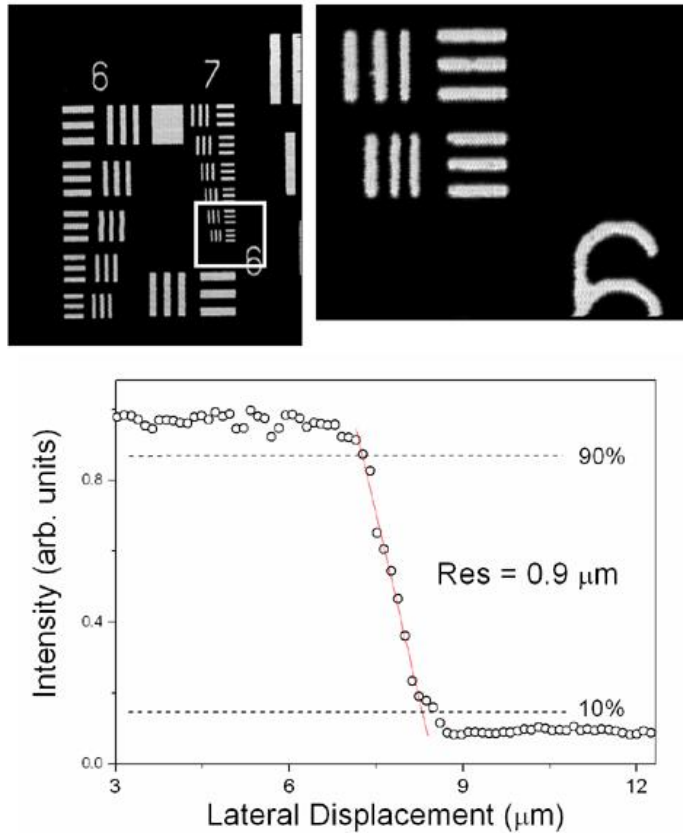 6 7
Intensity (arb. units)
90%
0.8
Res = 0.9 μm
0.4
10%
0.0
3 6 9 12
Lateral Displacement (μm)